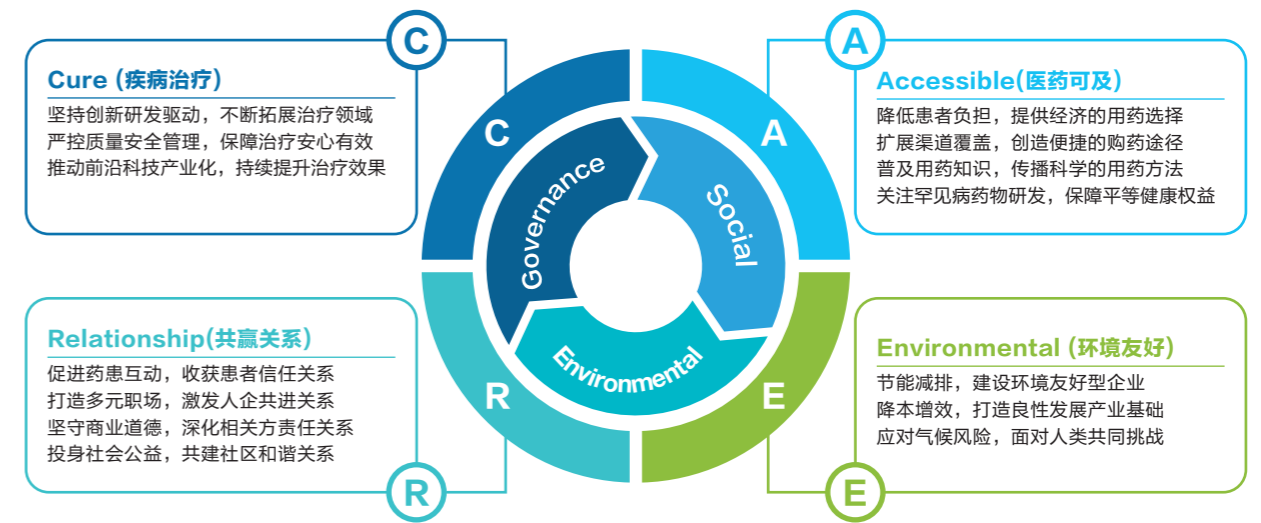 C
Cure (疾病治疗)
坚持创新研发驱动，不断拓展治疗领域
严控质量安全管理，保障治疗安心有效
推动前沿科技产业化，持续提升治疗效果
A
Accessible(医药可及)
降低患者负担，提供经济的用药选择
扩展渠道覆盖，创造便捷的购药途径
普及用药知识，传播科学的用药方法
关注罕见病药物研发，保障平等健康权益
C
A
Governance
Social
Environmental
R
E
Relationship(共赢关系)
促进药患互动，收获患者信任关系
打造多元职场，激发人企共进关系
坚守商业道德，深化相关方责任关系
投身社会公益，共建社区和谐关系
R
Environmental (环境友好)
节能减排，建设环境友好型企业
降本增效，打造良性发展产业基础
应对气候风险，面对人类共同挑战
E